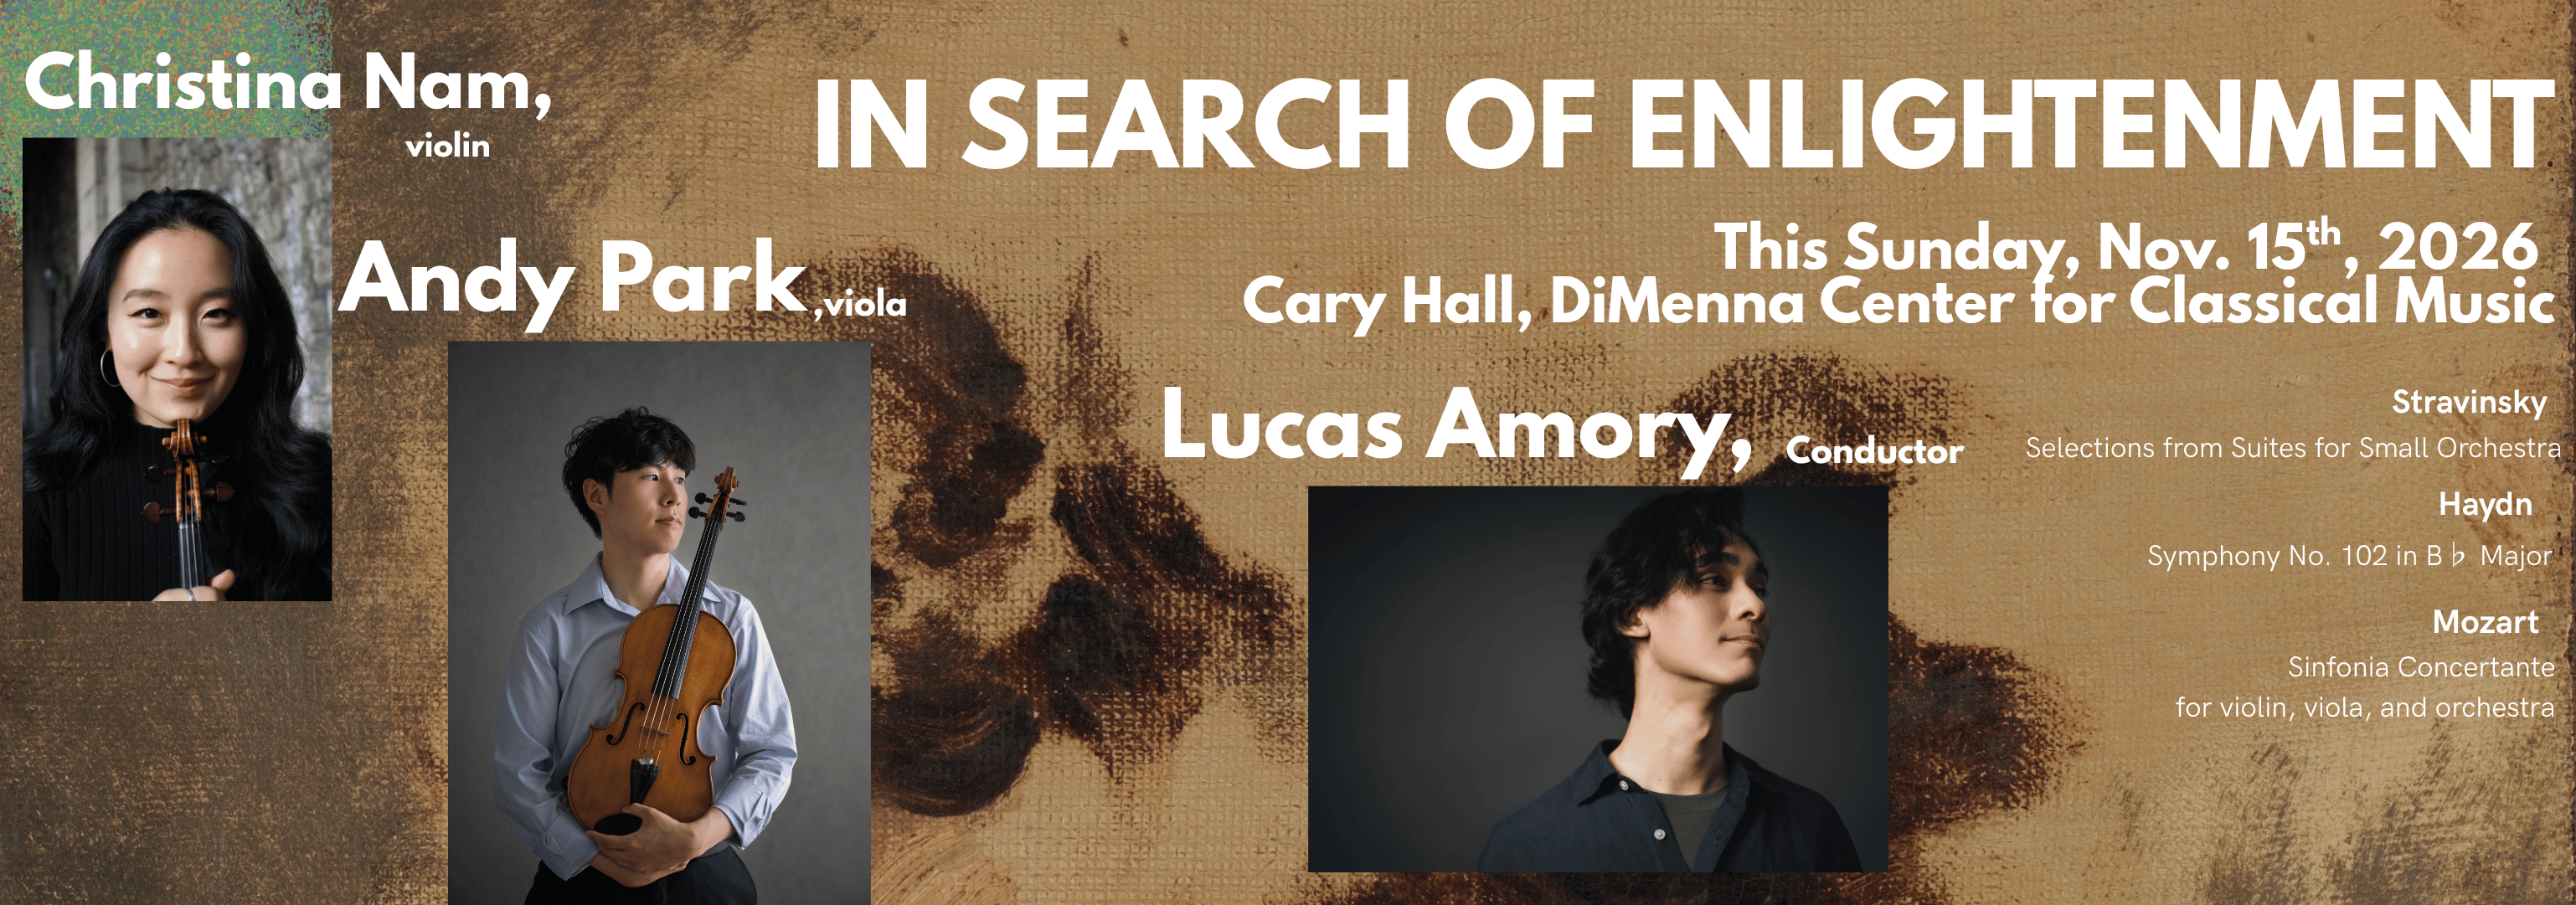 Christina Nam,
violin
Andy Park,viola
IN SEARCH OF ENLIGHTENMENT
This Sunday, Nov. 15th, 2026
Cary Hall, DiMenna Center for Classical Music
Lucas Amory, Conductor
Stravinsky
Selections from Suites for Small Orchestra
Haydn
Symphony No. 102 in B♭ Major
Mozart
Sinfonia Concertante
for violin, viola, and orchestra